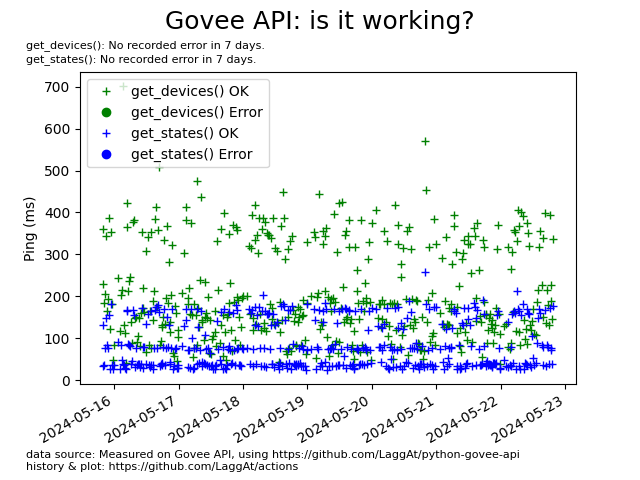 Govee API: is it working?
get_devices(): No recorded error in 7 days.
get_states(): No recorded error in 7 days.
get_devices() OK
get_devices() Error
get_states() OK
get_states() Error
Ping (ms)
700
600
500
400
300
200
100
0
2024-05-16
2024-05-17
2024-05-18
2024-05-19
2024-05-20
2024-05-21
2024-05-22
2024-05-23
data source: Measured on Govee API, using https://github.com/LaggAt/python-govee-api
history & plot: https://github.com/LaggAt/actions